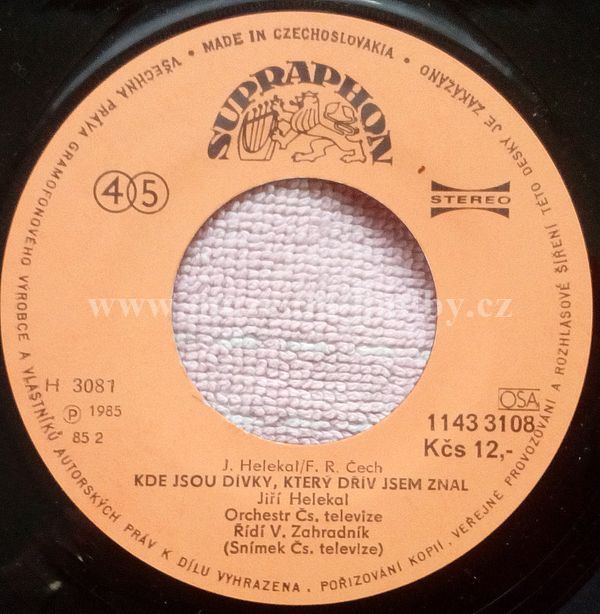 VŠECHNA PRÁVA GRAMOFONOVÉHO VÝROBCE A VLASTNÍKŮ AUTORSKÝCH PRÁV K DÍLU VYHRAZENA. POŘIZOVÁNÍ KOPIÍ, VEŘEJNÉ PROVOZOVÁNÍ A ROZHLASOVÉ ŠÍŘENÍ TÉTO DESKY JE ZAKÁZÁNO
• MADE IN CZECHOSLOVAKIA •
SUPRAPHON
45
STEREO
H 3081
Ⓟ 1985
85 2
OSA
1143 3108
Kčs 12,-
J. Helekal/F. R. Čech
KDE JSOU DÍVKY, KTERÝ DŘÍV JSEM ZNAL
Jiří Helekal
Orchestr Čs. televize
Řídí V. Zahradník
(Snímek Čs. televize)